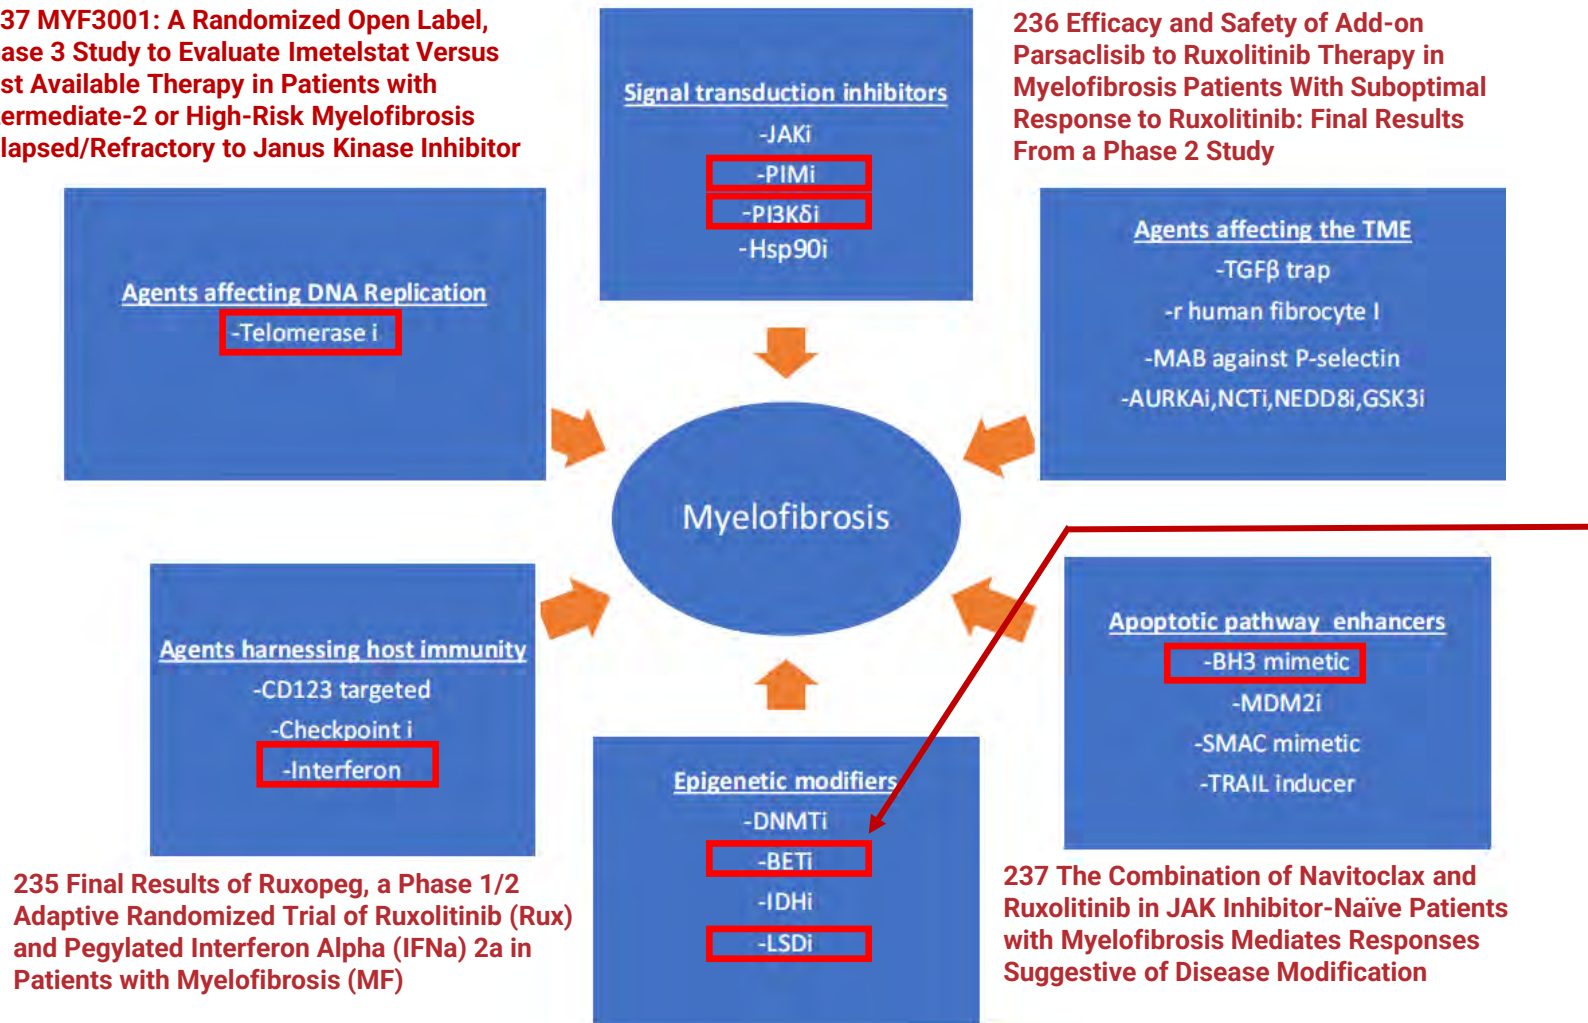 37 MYF3001: A Randomized Open Label,
ase 3 Study to Evaluate Imetelstat Versus
st Available Therapy in Patients with
ermediate-2 or High-Risk Myelofibrosis
lapsed/Refractory to Janus Kinase Inhibitor
Signal transduction inhibitors
-JAKi
-PIMi
-PI3Kδi
-Hsp90i
236 Efficacy and Safety of Add-on
Parsaclisib to Ruxolitinib Therapy in
Myelofibrosis Patients With Suboptimal
Response to Ruxolitinib: Final Results
From a Phase 2 Study
Agents affecting DNA Replication
-Telomerase i
Agents affecting the TME
-TGFβ trap
-r human fibrocyte I
-MAB against P-selectin
-AURKAi,NCTi,NEDD8i,GSK3i
Myelofibrosis
Agents harnessing host immunity
-CD123 targeted
-Checkpoint i
-Interferon
Apoptotic pathway enhancers
-BH3 mimetic
-MDM2i
-SMAC mimetic
-TRAIL inducer
Epigenetic modifiers
-DNMTi
-BETi
-IDHi
-LSDi
235 Final Results of Ruxopeg, a Phase 1/2
Adaptive Randomized Trial of Ruxolitinib (Rux)
and Pegylated Interferon Alpha (IFNa) 2a in
Patients with Myelofibrosis (MF)
237 The Combination of Navitoclax and
Ruxolitinib in JAK Inhibitor-Naïve Patients
with Myelofibrosis Mediates Responses
Suggestive of Disease Modification